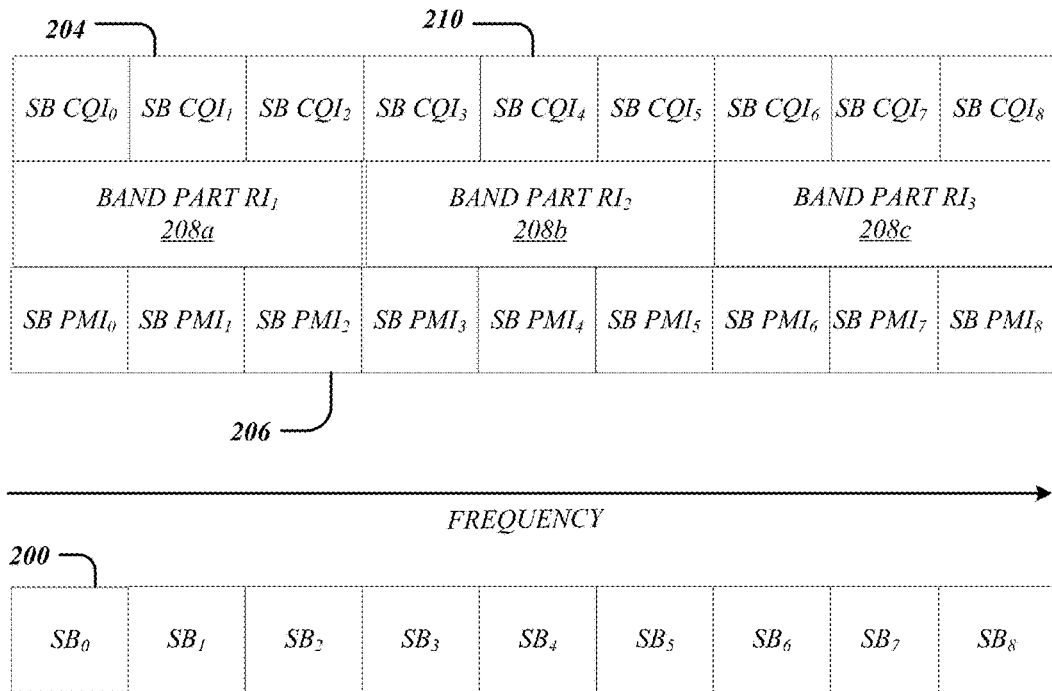 204 210
SB CQI₀ SB CQI₁ SB CQI₂ SB CQI₃ SB CQI₄ SB CQI₅ SB CQI₆ SB CQI₇ SB CQI₈
BAND PART RI₁ BAND PART RI₂ BAND PART RI₃
208a 208b 208c
SB PMI₀ SB PMI₁ SB PMI₂ SB PMI₃ SB PMI₄ SB PMI₅ SB PMI₆ SB PMI₇ SB PMI₈
206
FREQUENCY
200
SB₀ SB₁ SB₂ SB₃ SB₄ SB₅ SB₆ SB₇ SB₈